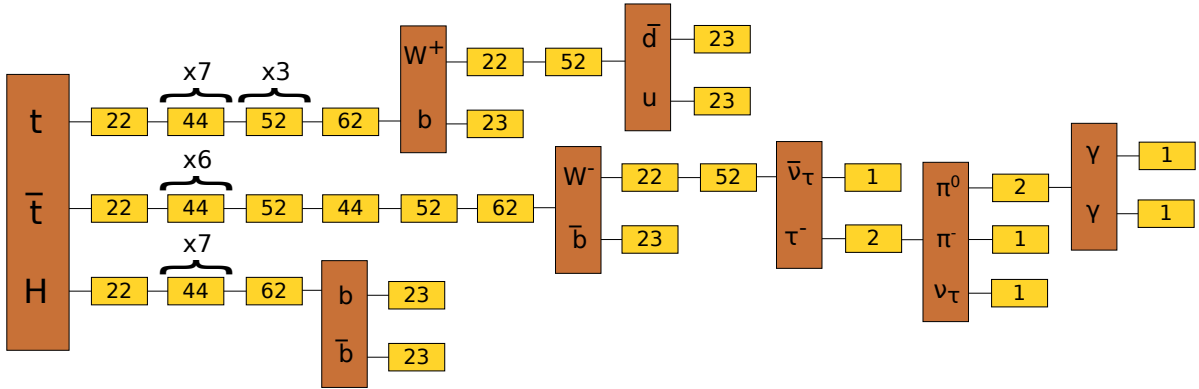 d̅ 23
W⁺ 22 52
x7 x3
u 23
t 22 44 52 62 b 23
x6
γ 1
W⁻ 22 52 ν̅τ 1
π⁰ 2
t̅ 22 44 52 44 52 62
γ 1
b̅ 23 τ⁻ 2 π⁻ 1
x7
H 22 44 62 b 23 ντ 1
b̅ 23